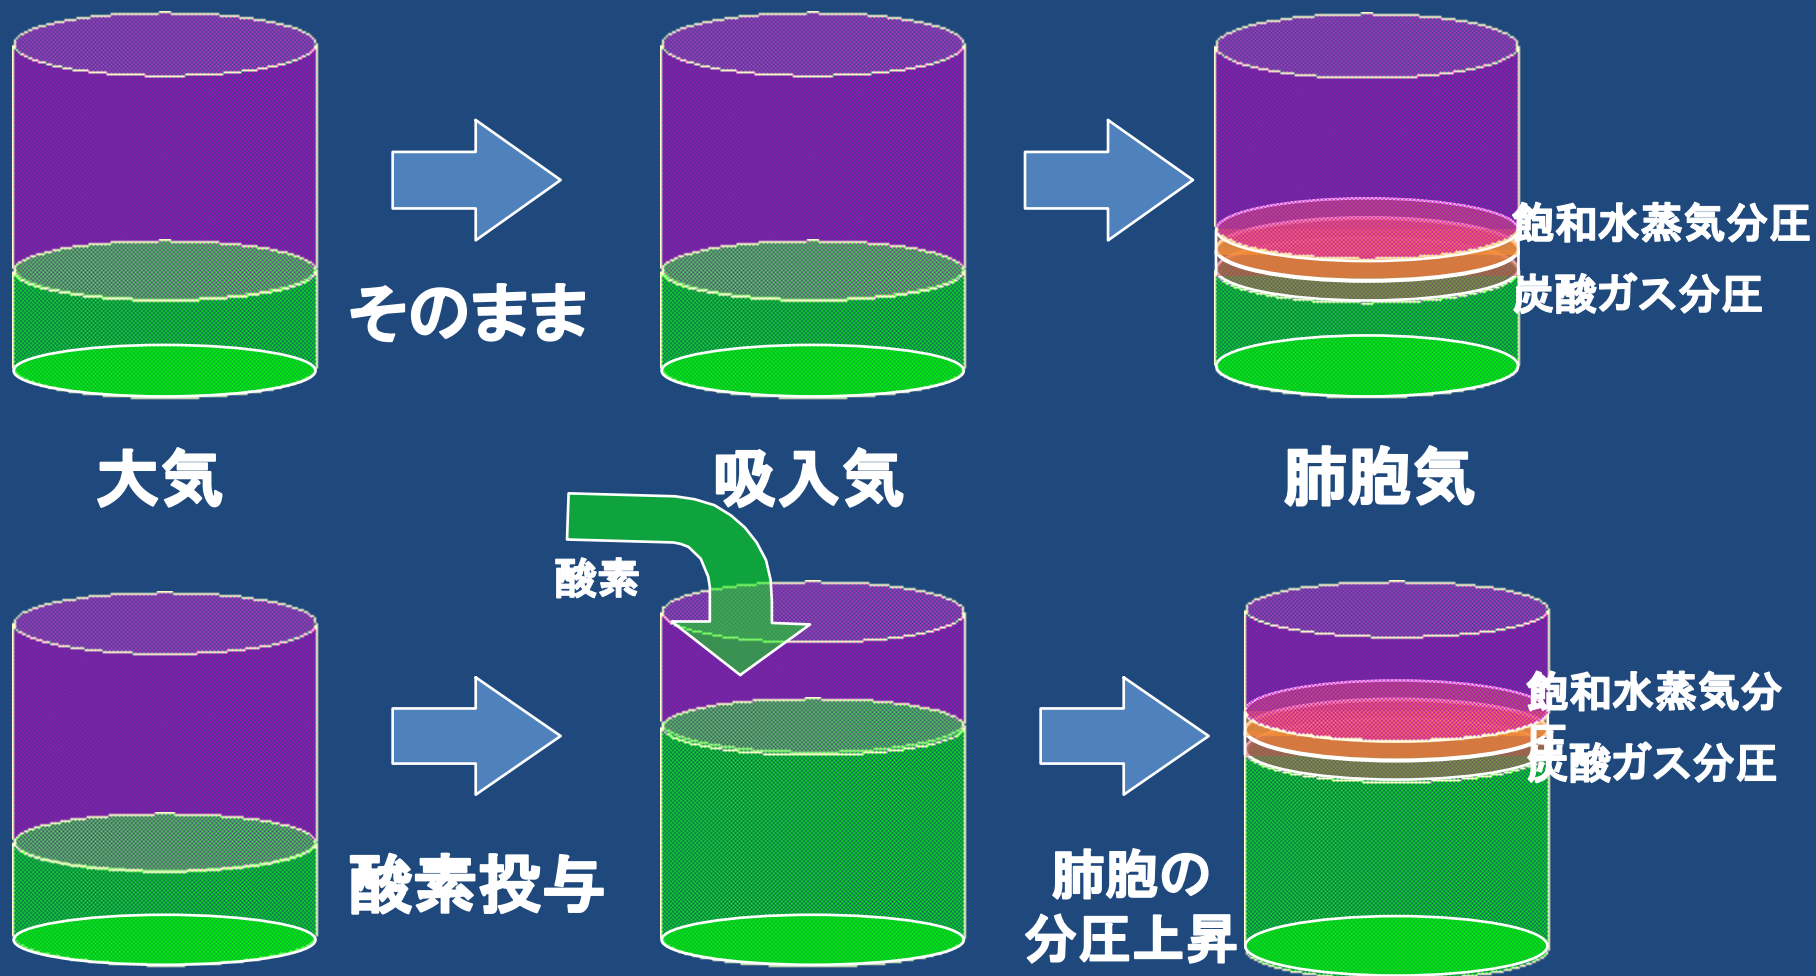 飽和水蒸気分圧
炭酸ガス分圧
そのまま
大気
吸入気
肺胞気
酸素
飽和水蒸気分
圧
炭酸ガス分圧
酸素投与
肺胞の
分圧上昇